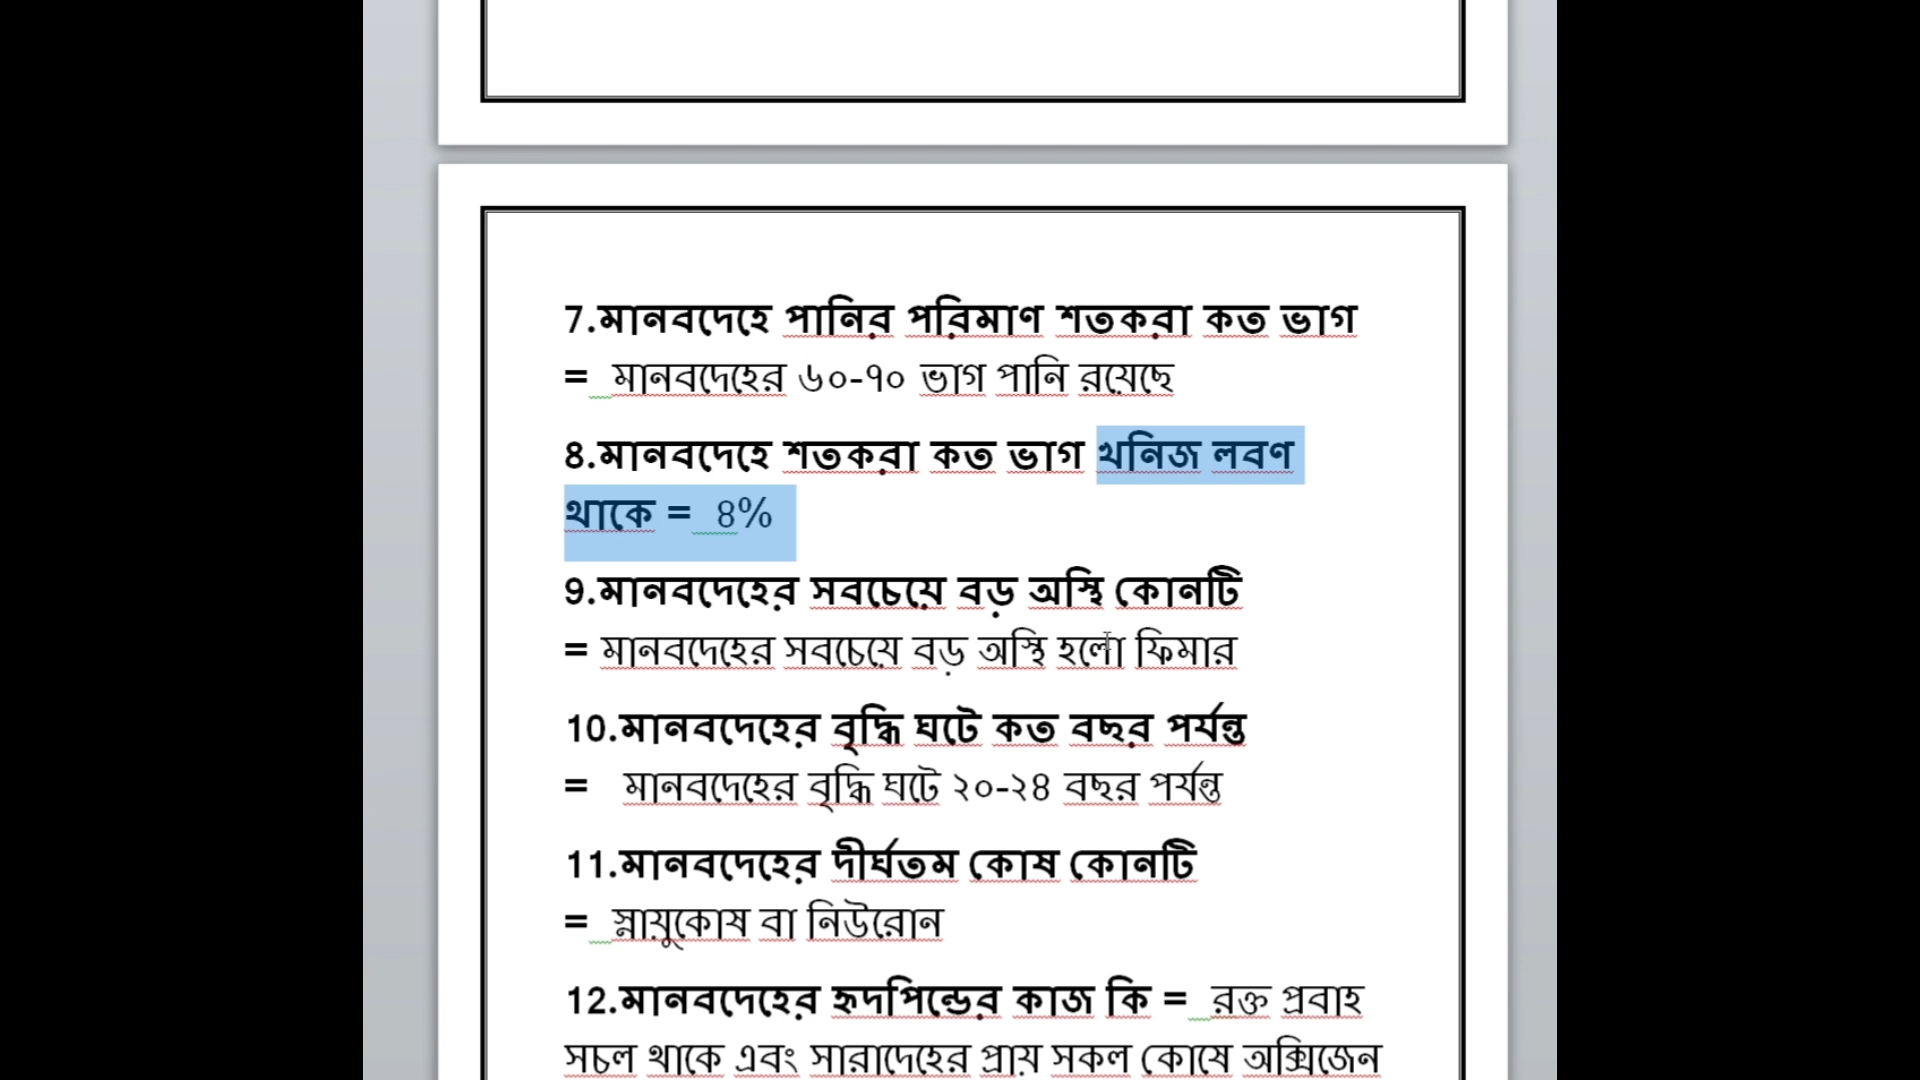 7.মানবদেহে পানির পরিমাণ শতকরা কত ভাগ
= মানবদেহের ৬০-৭০ ভাগ পানি রয়েছে
8.মানবদেহে শতকরা কত ভাগ খনিজ লবণ
থাকে = 8%
9.মানবদেহের সবচেয়ে বড় অস্থি কোনটি
= মানবদেহের সবচেয়ে বড় অস্থি হলো ফিমার
10.মানবদেহের বৃদ্ধি ঘটে কত বছর পর্যন্ত
= মানবদেহের বৃদ্ধি ঘটে ২০-২৪ বছর পর্যন্ত
11.মানবদেহের দীর্ঘতম কোষ কোনটি
= স্নায়ুকোষ বা নিউরোন
12.মানবদেহের হৃদপিন্ডের কাজ কি = রক্ত প্রবাহ
সচল থাকে এবং সারাদেহের প্রায় সকল কোষে অক্সিজেন